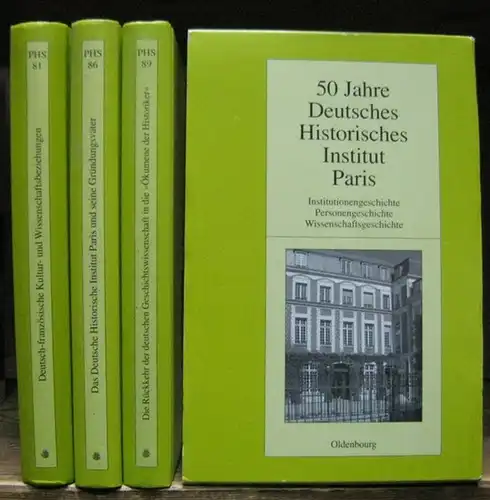 PHS
81
Deutsch-französische Kultur- und Wissenschaftsbeziehungen
PHS
86
Das Deutsche Historische Institut Paris und seine Gründungsväter
PHS
89
Die Rückkehr der deutschen Geschichtswissenschaft in die »Ökumene der Historiker«
50 Jahre
Deutsches
Historisches
Institut
Paris
Institutionengeschichte
Personengeschichte
Wissenschaftsgeschichte
Oldenbourg